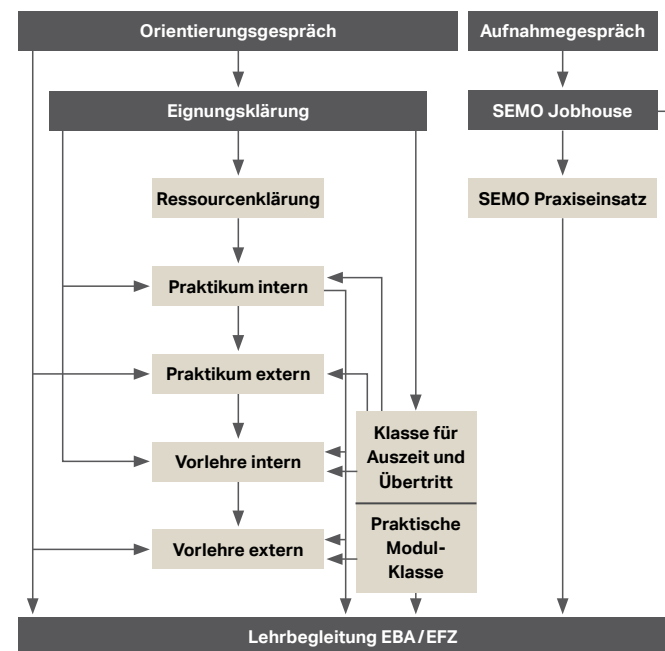 Orientierungsgespräch
Aufnahmegespräch
Eignungsklärung
SEMO Jobhouse
Ressourcenklärung
SEMO Praxiseinsatz
Praktikum intern
Praktikum extern
Klasse für
Auszeit und
Übertritt
Vorlehre intern
Praktische
Modul-
Klasse
Vorlehre extern
Lehrbegleitung EBA/EFZ